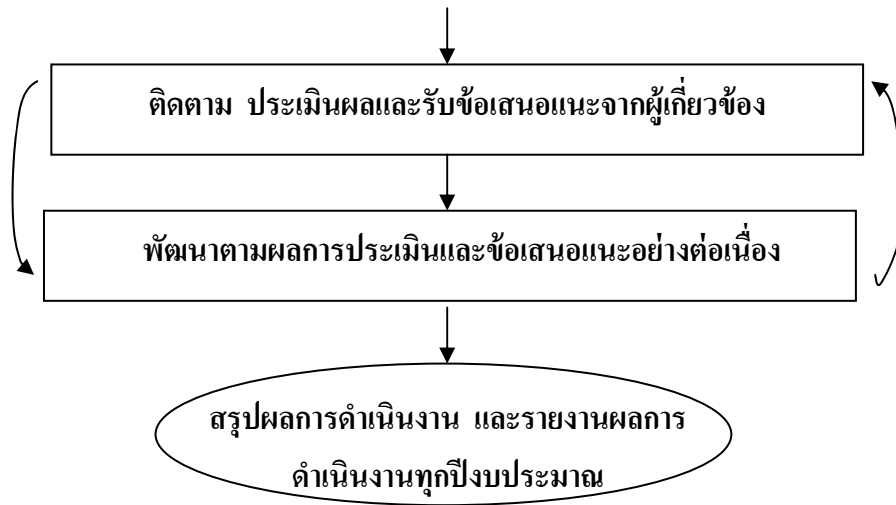 ติดตาม ประเมินผลและรับข้อเสนอแนะจากผู้เกี่ยวข้อง
พัฒนาตามผลการประเมินและข้อเสนอแนะอย่างต่อเนื่อง
สรุปผลการดำเนินงาน และรายงานผลการ
ดำเนินงานทุกปีงบประมาณ